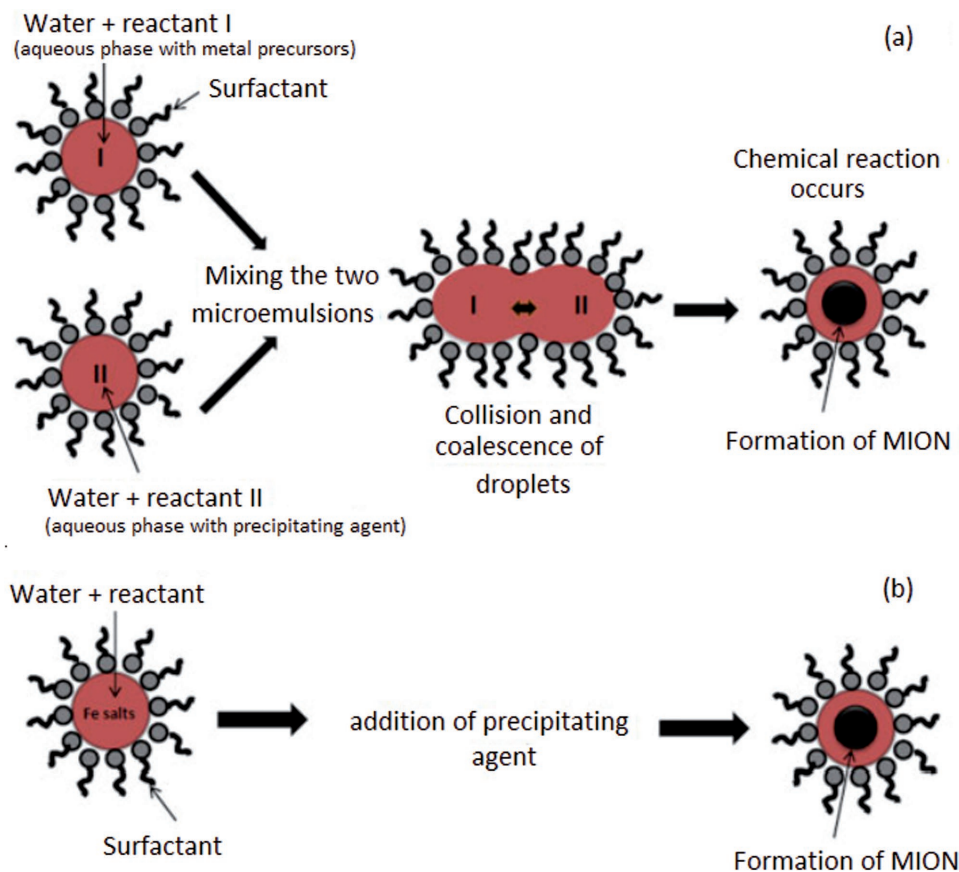 Water + reactant I
(aqueous phase with metal precursors)
(a)
Surfactant
I
Chemical reaction
occurs
Mixing the two
microemulsions
I
II
II
Collision and
coalescence of
droplets
Formation of MION
Water + reactant II
(aqueous phase with precipitating agent)
Water + reactant
(b)
Fe salts
addition of precipitating
agent
Surfactant
Formation of MION